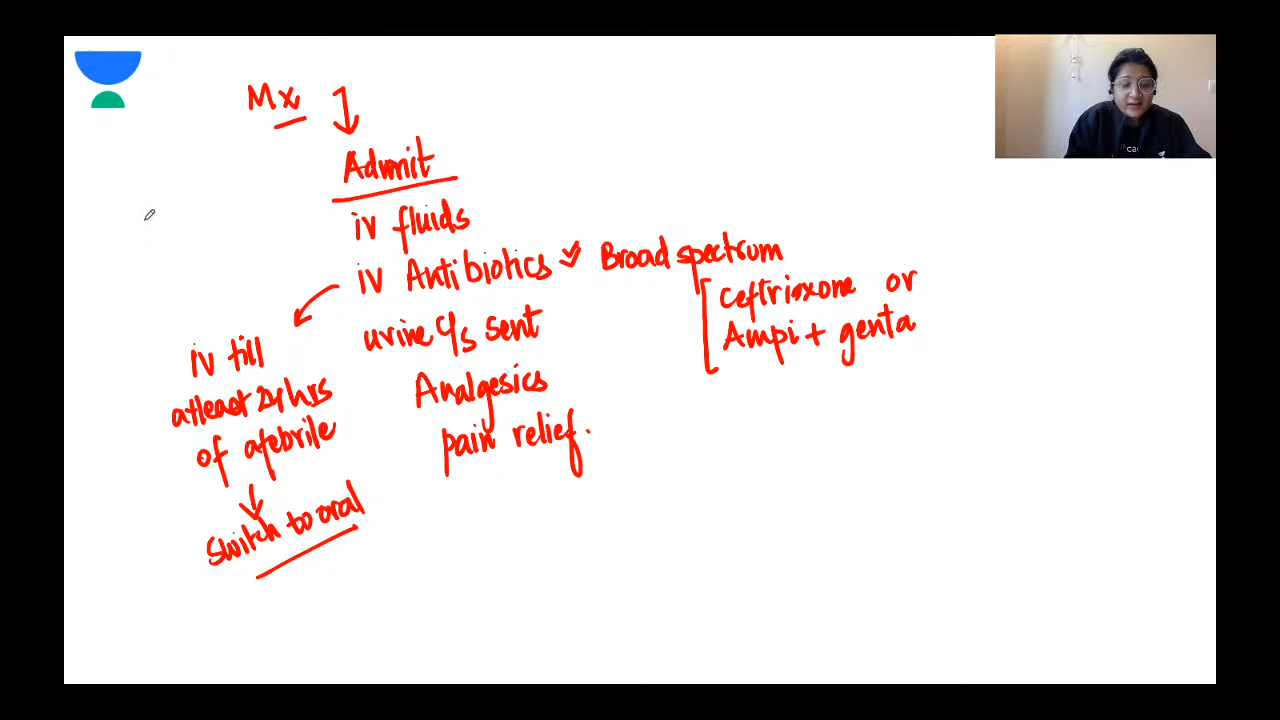 Mx
Admit
iv fluids
iv Antibiotics Broad spectrum
Ceftriaxone or
Ampi + genta
urine c/s sent
Analgesics
pain relief.
iv till
atleast 24 hrs
of afebrile
switch to oral